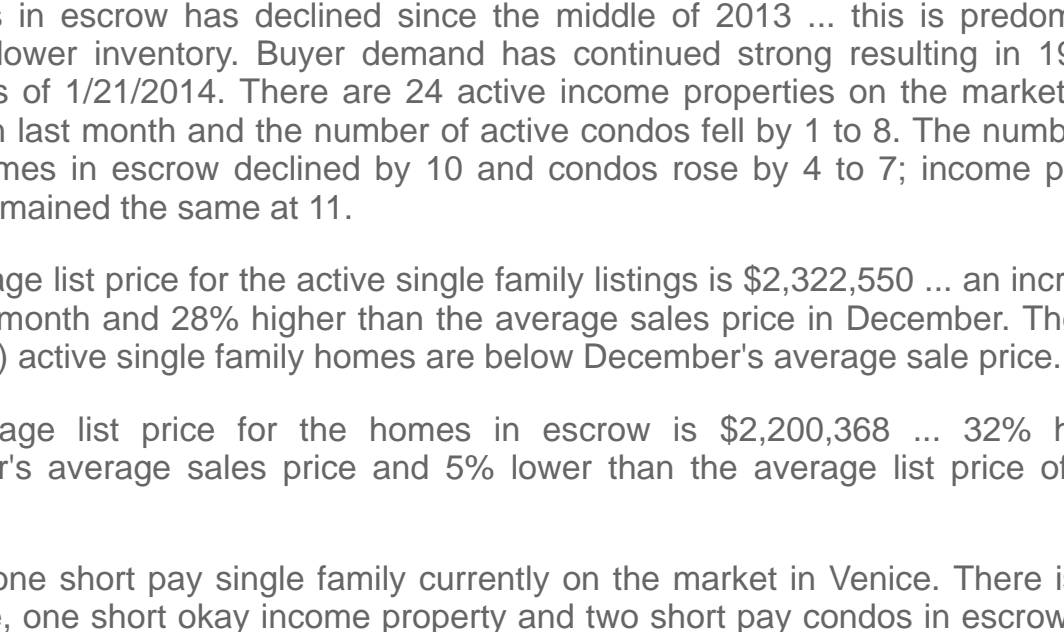 s in escrow has declined since the middle of 2013 ... this is predom
lower inventory. Buyer demand has continued strong resulting in 19
s of 1/21/2014. There are 24 active income properties on the market
n last month and the number of active condos fell by 1 to 8. The numb
mes in escrow declined by 10 and condos rose by 4 to 7; income p
mained the same at 11.
age list price for the active single family listings is $2,322,550 ... an incr
month and 28% higher than the average sales price in December. The
) active single family homes are below December's average sale price.
age list price for the homes in escrow is $2,200,368 ... 32% h
r's average sales price and 5% lower than the average list price of
one short pay single family currently on the market in Venice. There is
e, one short okay income property and two short pay condos in escrow